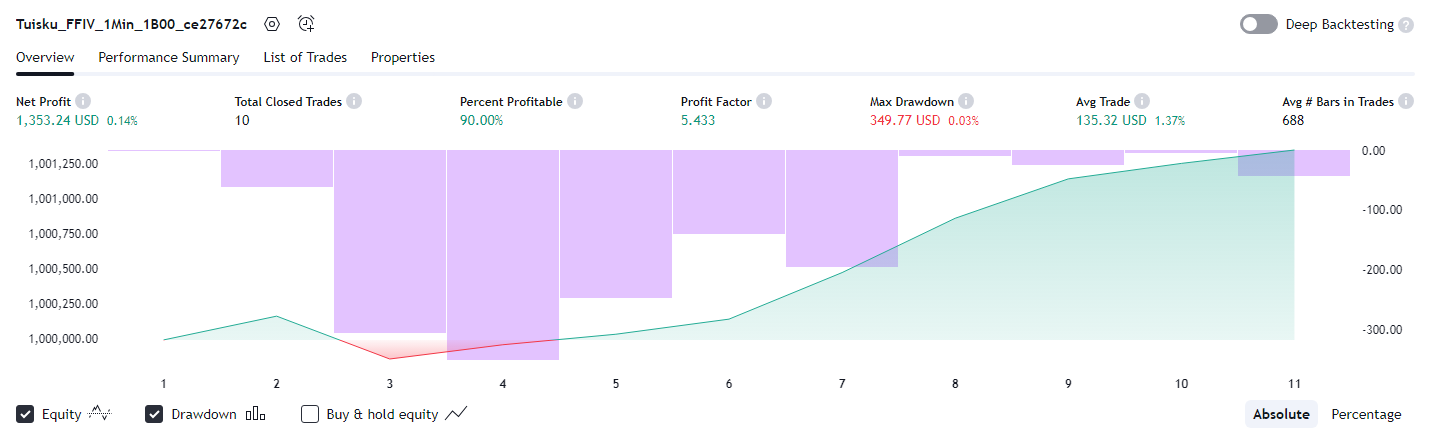 Tuisku_FFIV_1Min_1B00_ce27672c
Deep Backtesting ?
Overview Performance Summary List of Trades Properties
Net Profit i Total Closed Trades i Percent Profitable i Profit Factor i Max Drawdown i Avg Trade i Avg # Bars in Trades i
1,353.24 USD 0.14% 10 90.00% 5.433 349.77 USD 0.03% 135.32 USD 1.37% 688
1,001,250.00
1,001,000.00
1,000,750.00
1,000,500.00
1,000,250.00
1,000,000.00
0.00
-100.00
-200.00
-300.00
1 2 3 4 5 6 7 8 9 10 11
Equity Drawdown Buy & hold equity Absolute Percentage